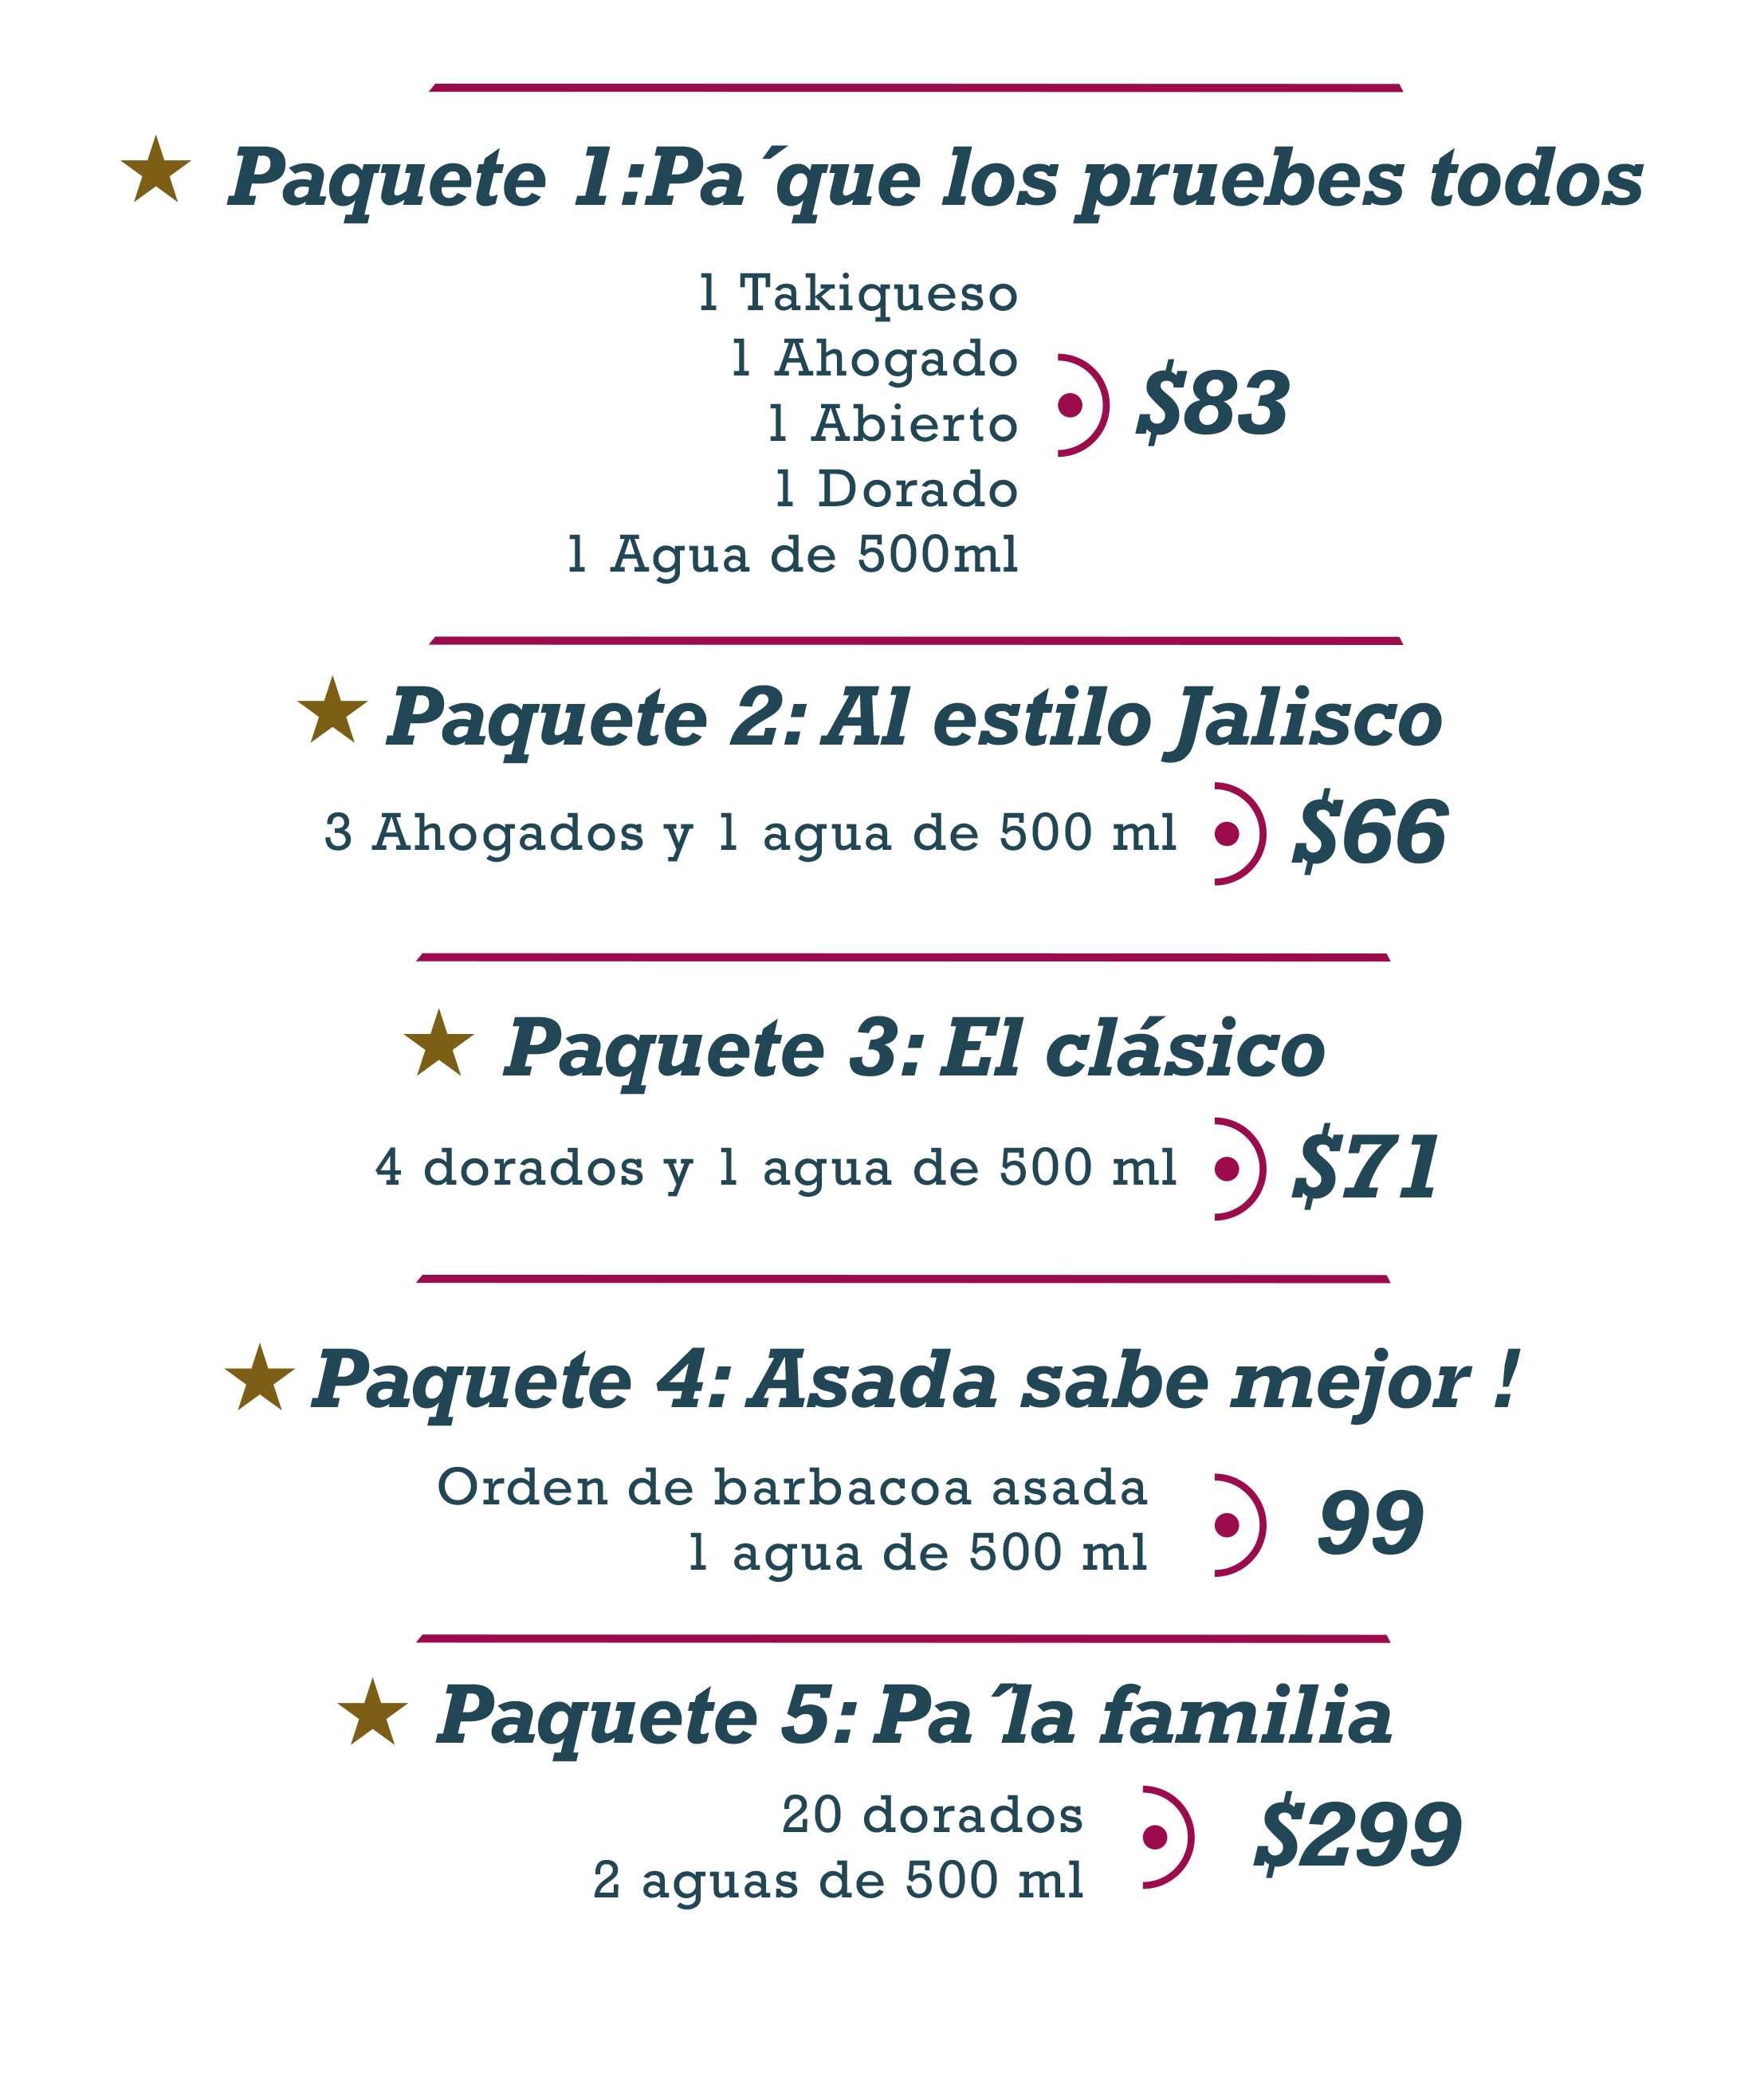 Paquete 1:Pa´que los pruebes todos
1 Takiqueso
1 Ahogado
1 Abierto
1 Dorado
1 Agua de 500ml
$83
Paquete 2: Al estilo Jalisco
3 Ahogados y 1 agua de 500 ml $66
Paquete 3: El clásico
4 dorados y 1 agua de 500 ml $71
Paquete 4: Asada sabe mejor !
Orden de barbacoa asada
1 agua de 500 ml
99
Paquete 5: Pa´la familia
20 dorados
2 aguas de 500 ml
$299